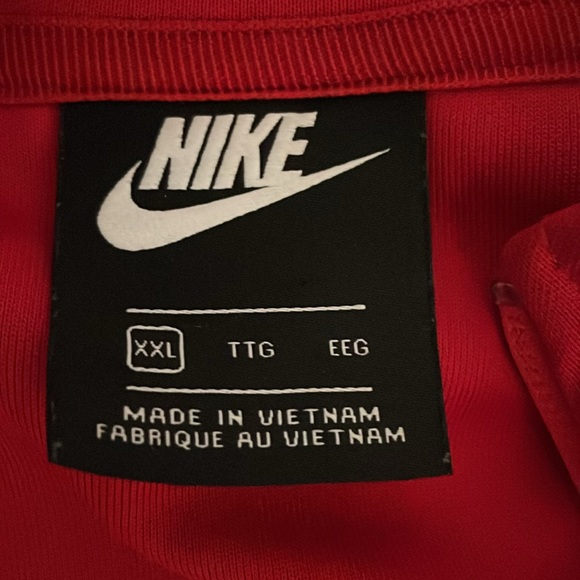 NIKE
XXL TTG EEG
MADE IN VIETNAM
FABRIQUE AU VIETNAM